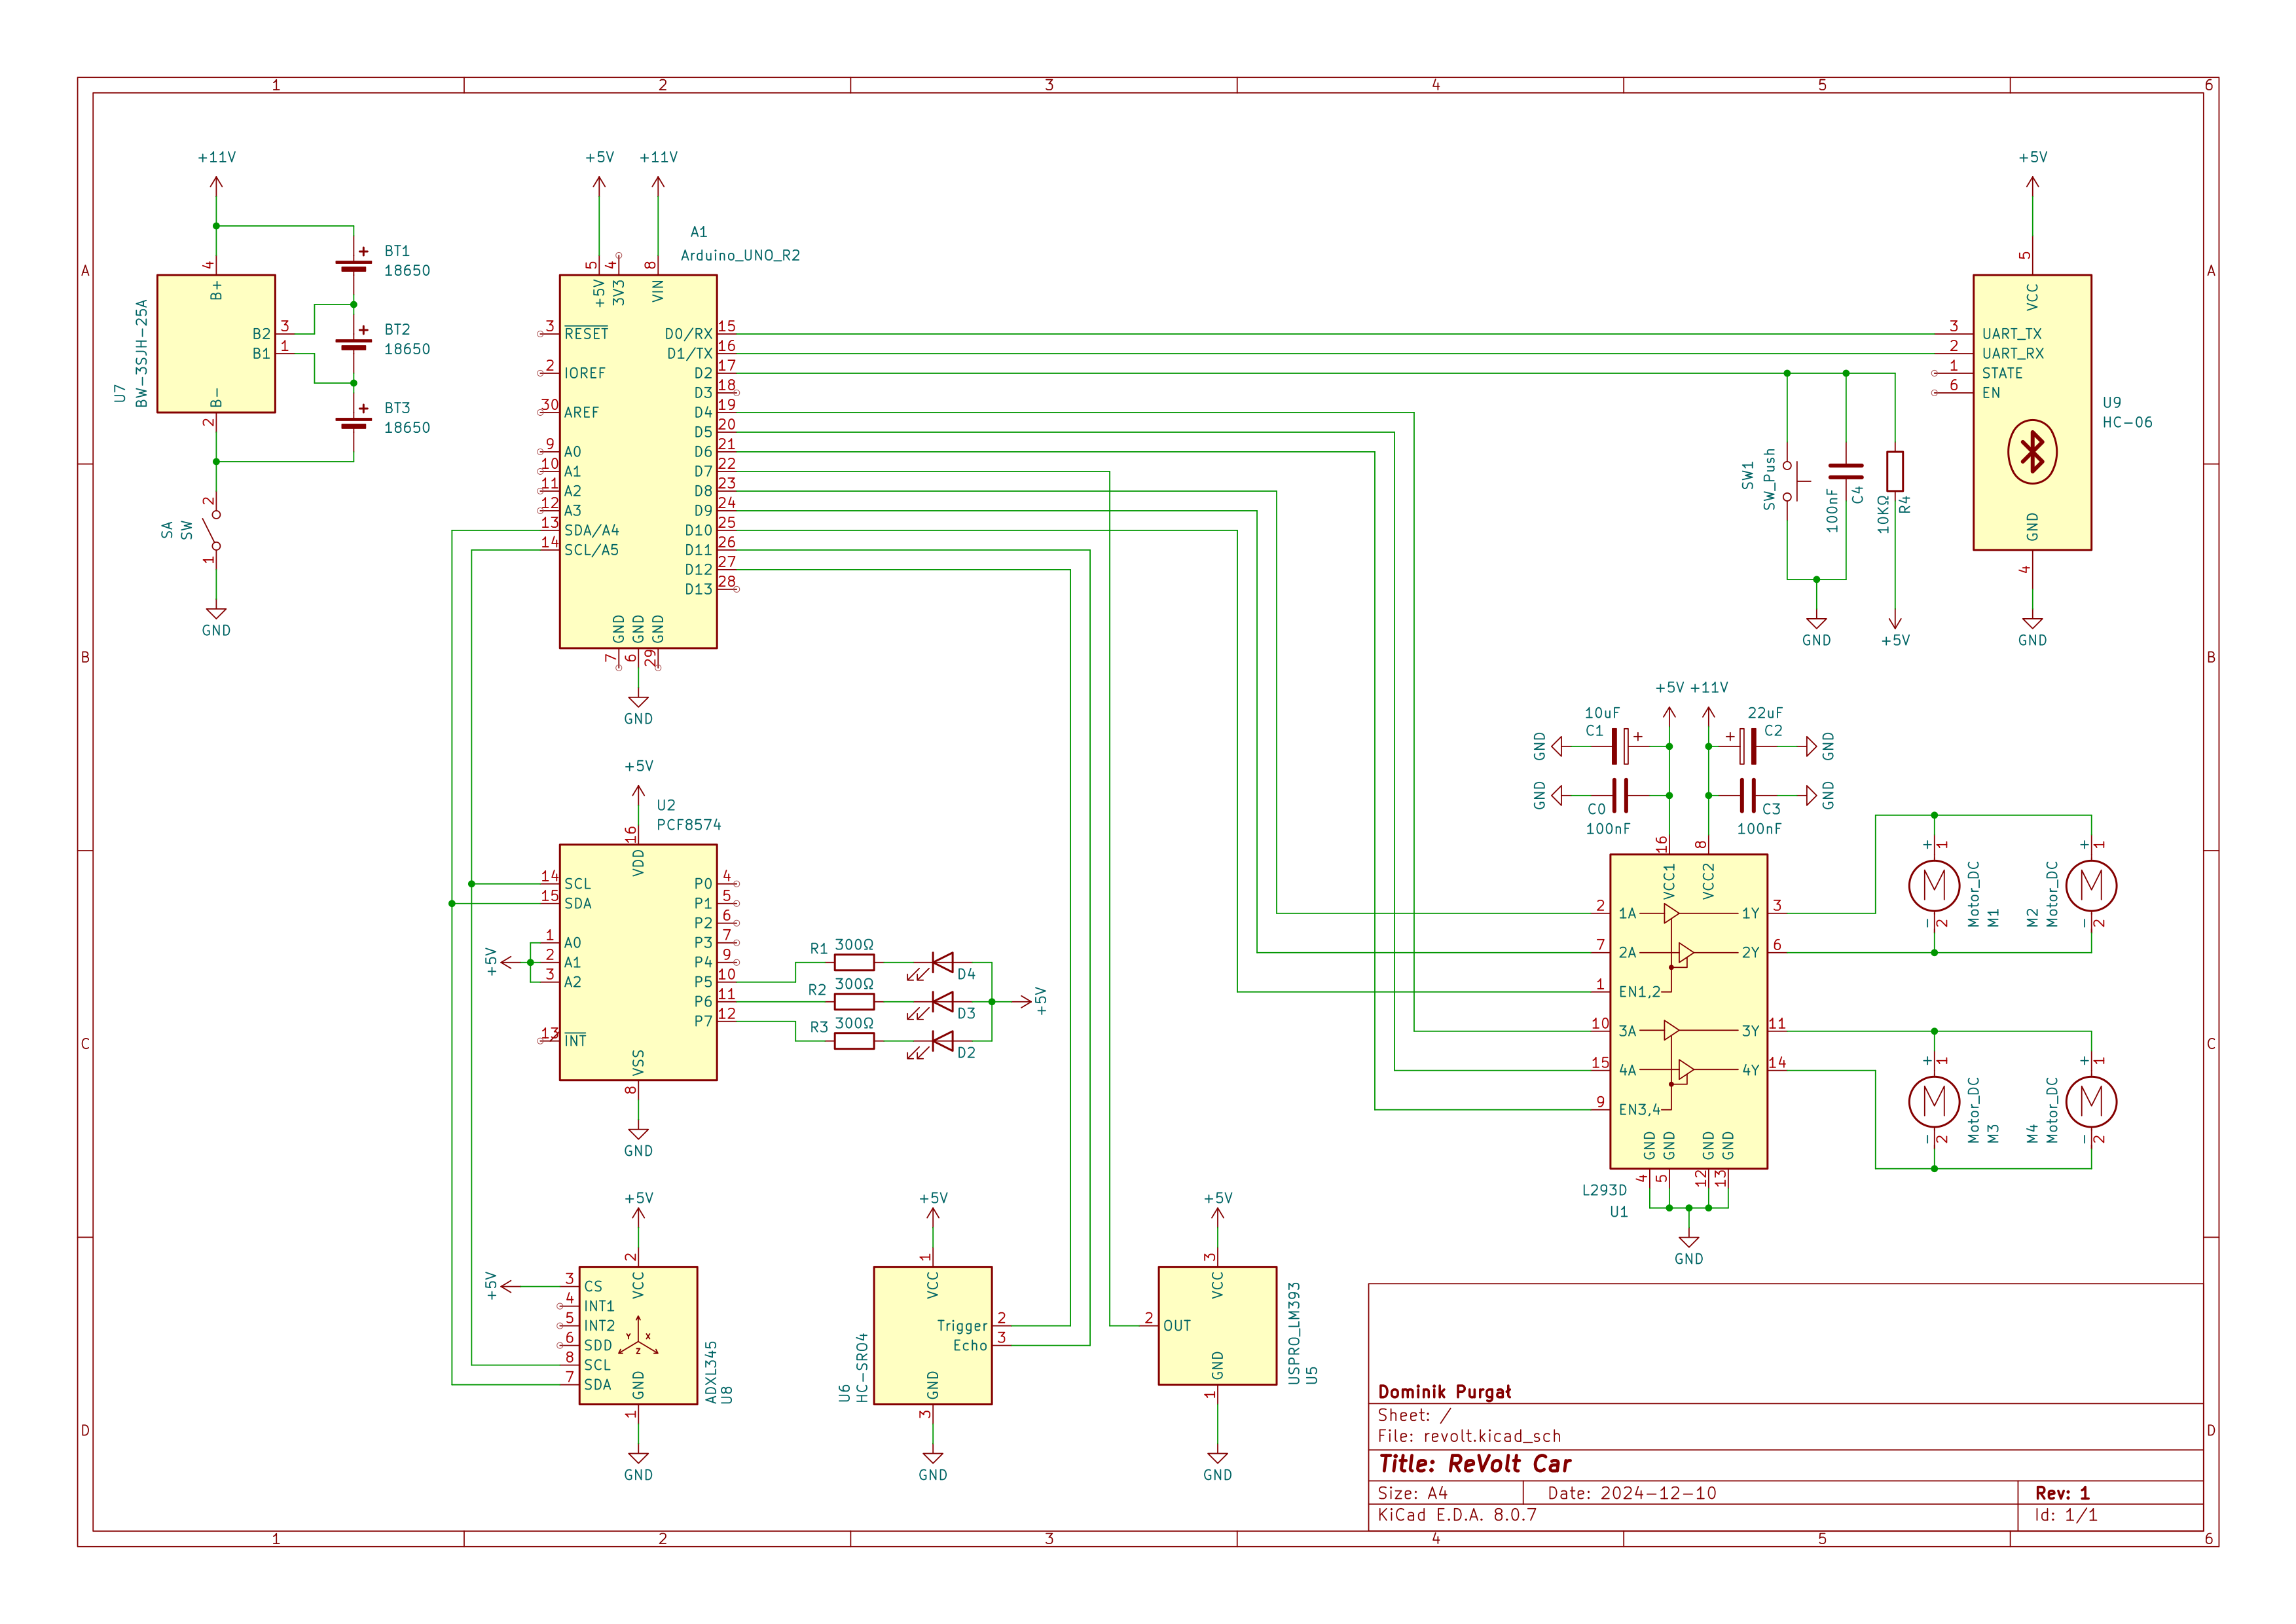 1 2 3 4 5 6
A A
B B
C C
D D
1 2 3 4 5 6
+11V
4
B+
B2 3
B1 1
B-
2
U7
BW-3SJH-25A
+ BT1
18650
+ BT2
18650
+ BT3
18650
2
SA
SW
1
GND
+5V +11V
A1
Arduino_UNO_R2
5 4 8
+5V 3V3 VIN
3 RESET
2 IOREF
30 AREF
9 A0
10 A1
11 A2
12 A3
13 SDA/A4
14 SCL/A5
D0/RX 15
D1/TX 16
D2 17
D3 18
D4 19
D5 20
D6 21
D7 22
D8 23
D9 24
D10 25
D11 26
D12 27
D13 28
GND GND GND
7 6 29
GND
+5V
5
VCC
3 UART_TX
2 UART_RX
1 STATE
6 EN
GND
4
GND
U9
HC-06
SW1
SW_Push
100nF
C4
10KΩ
R4
GND
+5V
+5V
U2
PCF8574
16
VDD
14 SCL
15 SDA
1 A0
2 A1
3 A2
13 INT
+5V
P0 4
P1 5
P2 6
P3 7
P4 9
P5 10
P6 11
P7 12
VSS
8
GND
R1 300Ω
D4
R2 300Ω
D3
R3 300Ω
D2
+5V
+5V +11V
10uF
C1 +
GND
C0
100nF
GND
22uF
+ C2
GND
C3
100nF
GND
16 8
VCC1 VCC2
2 1A 1Y 3
7 2A 2Y 6
1 EN1,2
10 3A 3Y 11
15 4A 4Y 14
9 EN3,4
GND GND GND GND
4 5 12 13
L293D
U1
GND
+ 1
M
- 2
Motor_DC
M1
+ 1
M
- 2
M2
Motor_DC
+ 1
M
- 2
Motor_DC
M3
+ 1
M
- 2
M4
Motor_DC
+5V
2
VCC
+5V
3 CS
4 INT1
5 INT2
6 SDD
8 SCL
7 SDA
Y X
Z
GND
1
GND
ADXL345
U8
+5V
1
VCC
Trigger 2
Echo 3
GND
3
GND
U6
HC-SR04
+5V
3
VCC
2 OUT
GND
1
GND
USPRO_LM393
U5
Dominik Purgał
Sheet: /
File: revolt.kicad_sch
Title: ReVolt Car
Size: A4 Date: 2024-12-10 Rev: 1
KiCad E.D.A. 8.0.7 Id: 1/1